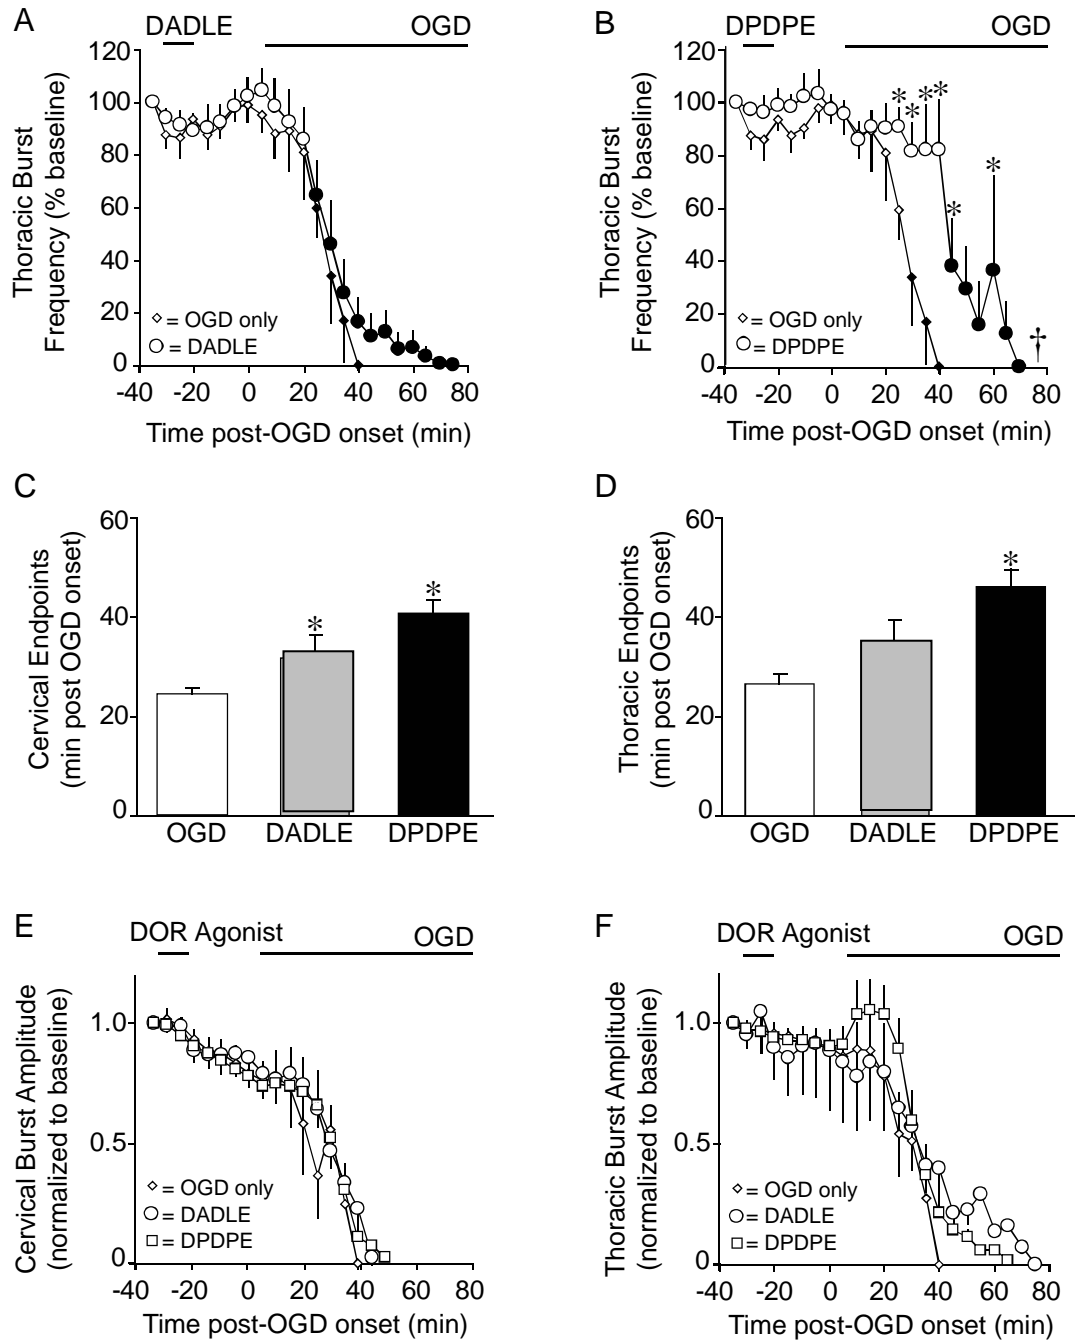 A
DADLE
OGD
120
100
80
60
40
20
0
Thoracic Burst
Frequency (% baseline)
= OGD only
= DADLE
-40 -20 0 20 40 60 80
Time post-OGD onset (min)
B
DPDPE
OGD
120
100
80
60
40
20
0
Thoracic Burst
Frequency (% baseline)
* * * * * *
†
= OGD only
= DPDPE
-40 -20 0 20 40 60 80
Time post-OGD onset (min)
C
60
40
20
0
Cervical Endpoints
(min post OGD onset)
* *
OGD DADLE DPDPE
D
60
40
20
0
Thoracic Endpoints
(min post OGD onset)
*
OGD DADLE DPDPE
E
DOR Agonist
OGD
1.0
0.5
0
Cervical Burst Amplitude
(normalized to baseline)
= OGD only
= DADLE
= DPDPE
-40 -20 0 20 40 60 80
Time post-OGD onset (min)
F
DOR Agonist
OGD
1.0
0.5
0
Thoracic Burst Amplitude
(normalized to baseline)
= OGD only
= DADLE
= DPDPE
-40 -20 0 20 40 60 80
Time post-OGD onset (min)